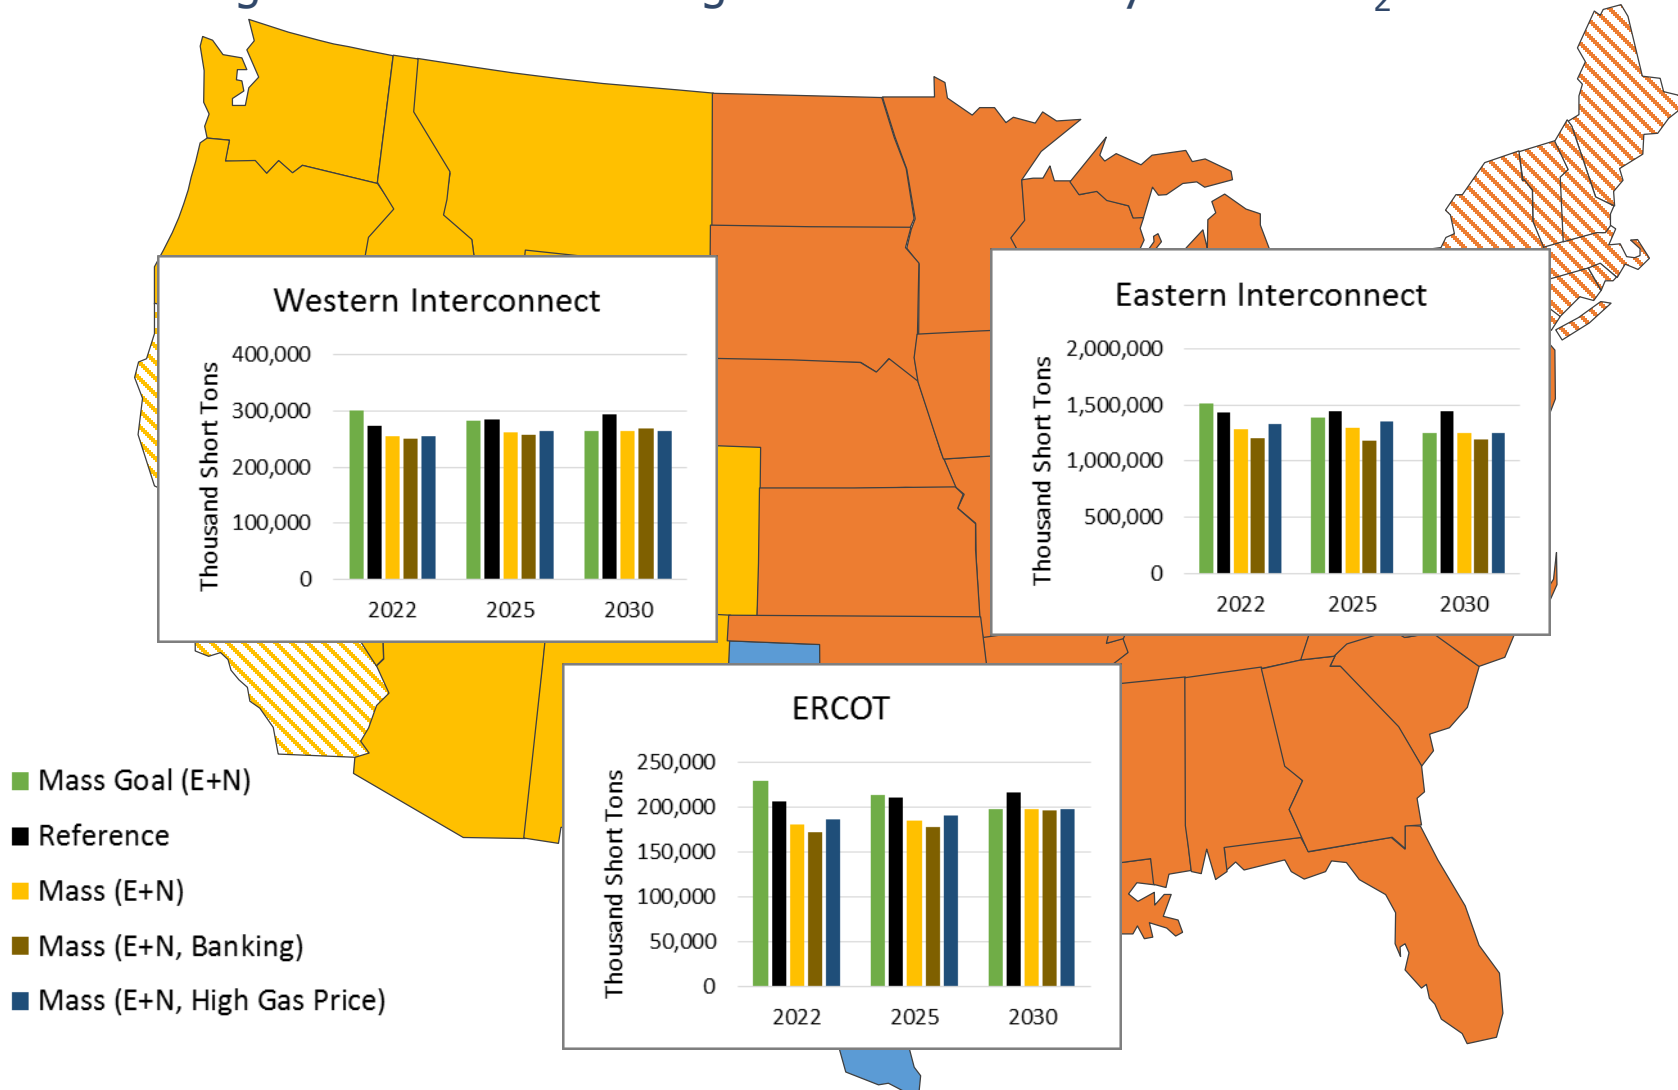 Western Interconnect
Thousand Short Tons
400,000
300,000
200,000
100,000
0
2022
2025
2030
Eastern Interconnect
Thousand Short Tons
2,000,000
1,500,000
1,000,000
500,000
0
2022
2025
2030
ERCOT
Thousand Short Tons
250,000
200,000
150,000
100,000
50,000
0
2022
2025
2030
Mass Goal (E+N)
Reference
Mass (E+N)
Mass (E+N, Banking)
Mass (E+N, High Gas Price)